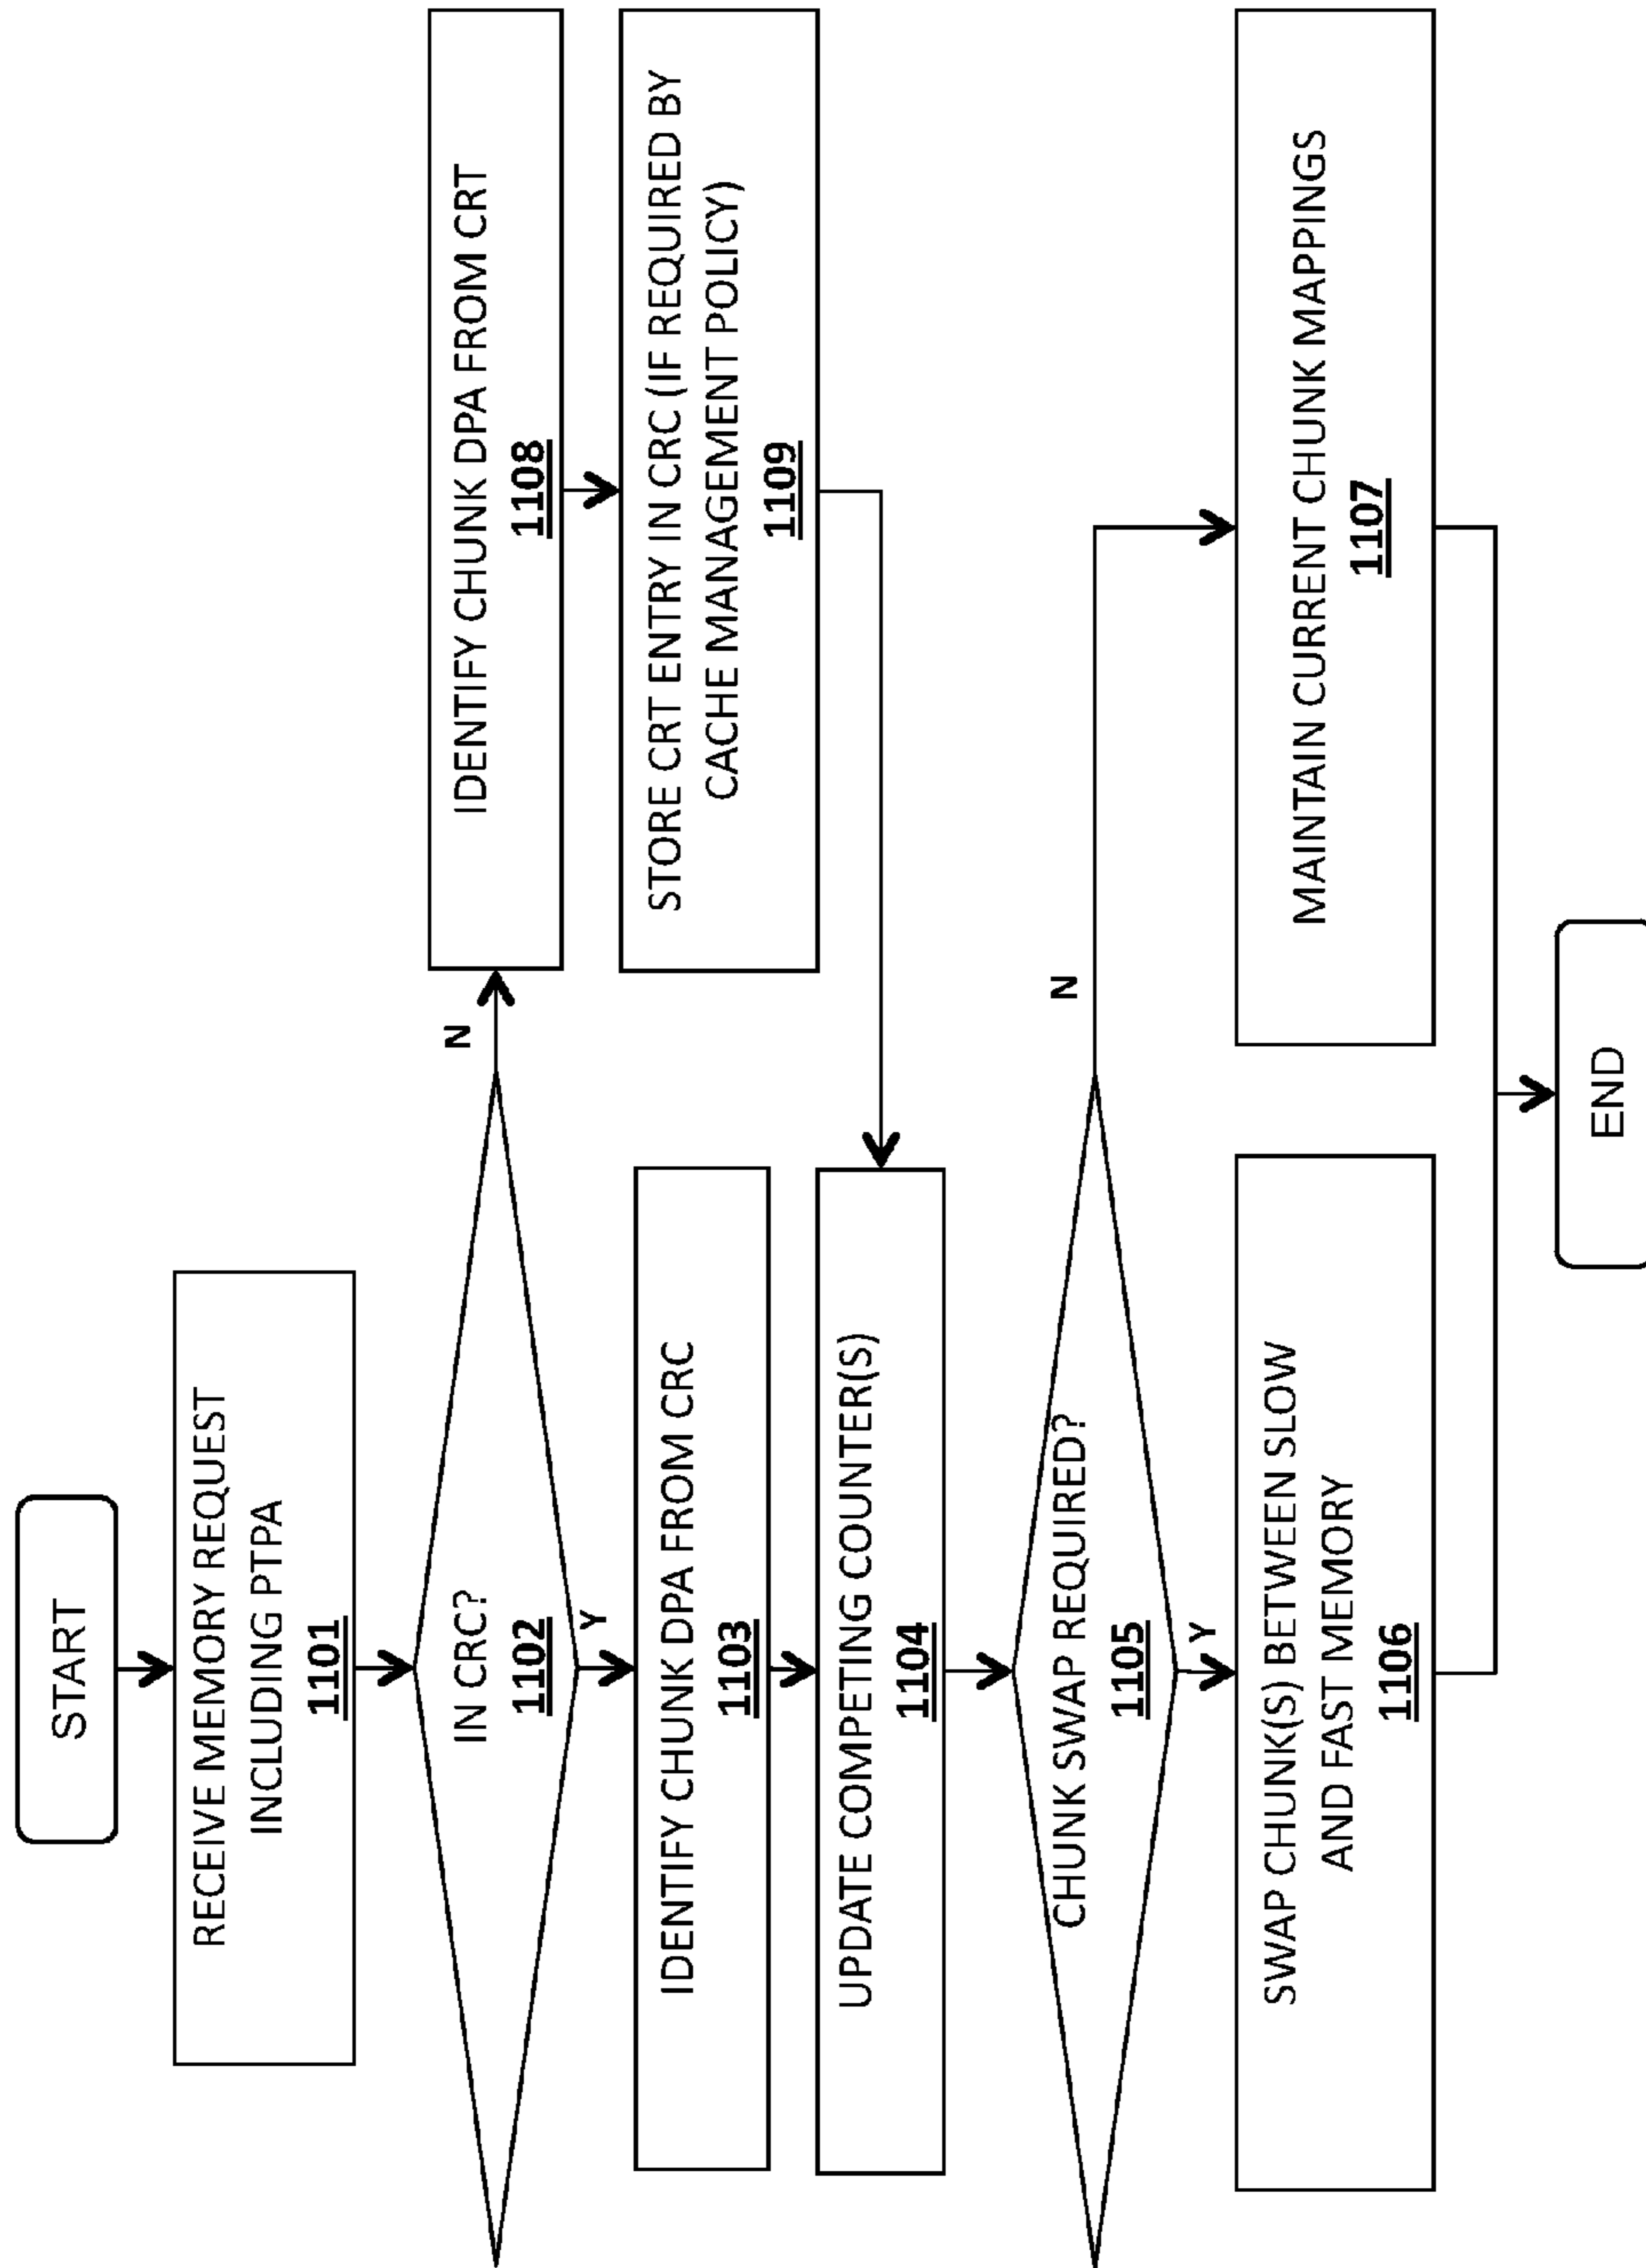 START
RECEIVE MEMORY REQUEST
INCLUDING PTPA
1101
IN CRC?
1102
N
Y
IDENTIFY CHUNK DPA FROM CRT
1108
STORE CRT ENTRY IN CRC (IF REQUIRED BY
CACHE MANAGEMENT POLICY)
1109
IDENTIFY CHUNK DPA FROM CRC
1103
UPDATE COMPETING COUNTER(S)
1104
CHUNK SWAP REQUIRED?
1105
N
Y
SWAP CHUNK(S) BETWEEN SLOW
AND FAST MEMORY
1106
MAINTAIN CURRENT CHUNK MAPPINGS
1107
END